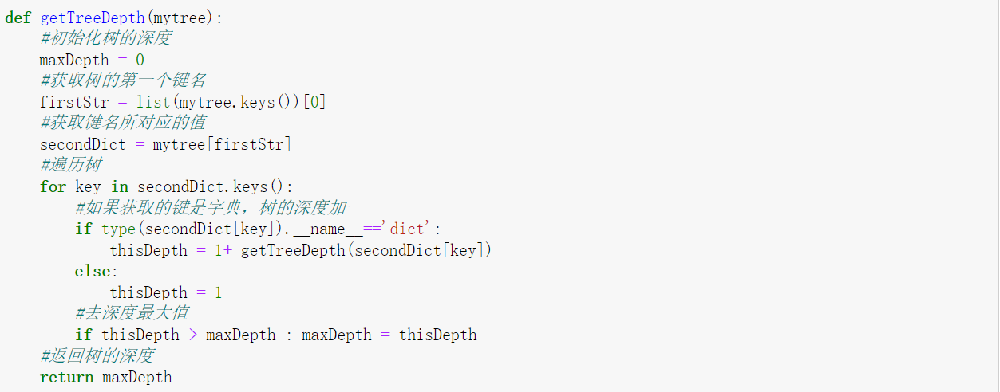 def getTreeDepth(mytree):
    #初始化树的深度
    maxDepth = 0
    #获取树的第一个键名
    firstStr = list(mytree.keys())[0]
    #获取键名所对应的值
    secondDict = mytree[firstStr]
    #遍历树
    for key in secondDict.keys():
        #如果获取的键是字典，树的深度加一
        if type(secondDict[key]).__name__=='dict':
            thisDepth = 1+ getTreeDepth(secondDict[key])
        else:
            thisDepth = 1
        #去深度最大值
        if thisDepth > maxDepth : maxDepth = thisDepth
    #返回树的深度
    return maxDepth